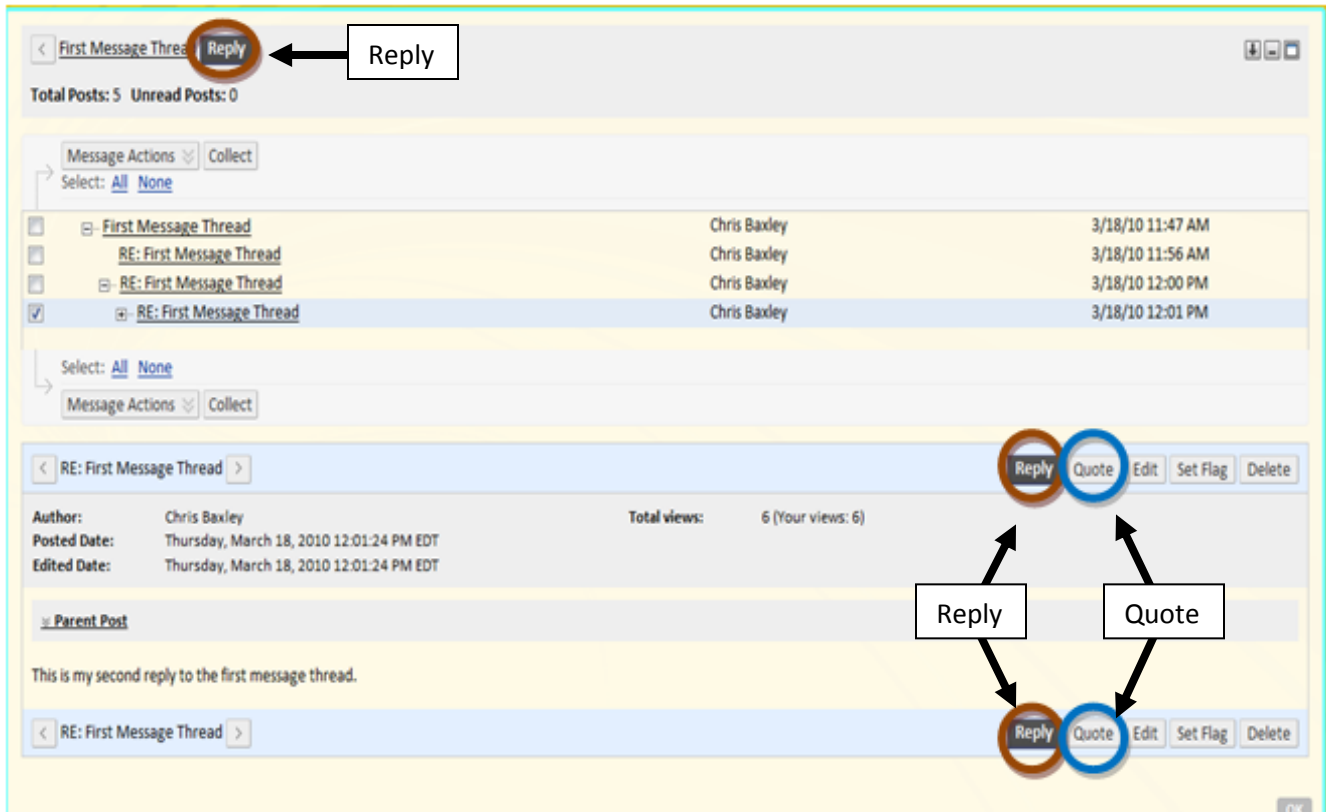 < First Message Threa Reply Reply
Total Posts: 5 Unread Posts: 0
Message Actions Collect
Select: All None
First Message Thread Chris Baxley 3/18/10 11:47 AM
RE: First Message Thread Chris Baxley 3/18/10 11:56 AM
RE: First Message Thread Chris Baxley 3/18/10 12:00 PM
RE: First Message Thread Chris Baxley 3/18/10 12:01 PM
Select: All None
Message Actions Collect
< RE: First Message Thread > Reply Quote Edit Set Flag Delete
Author: Chris Baxley Total views: 6 (Your views: 6)
Posted Date: Thursday, March 18, 2010 12:01:24 PM EDT
Edited Date: Thursday, March 18, 2010 12:01:24 PM EDT
Reply Quote
Parent Post
This is my second reply to the first message thread.
< RE: First Message Thread > Reply Quote Edit Set Flag Delete
OK